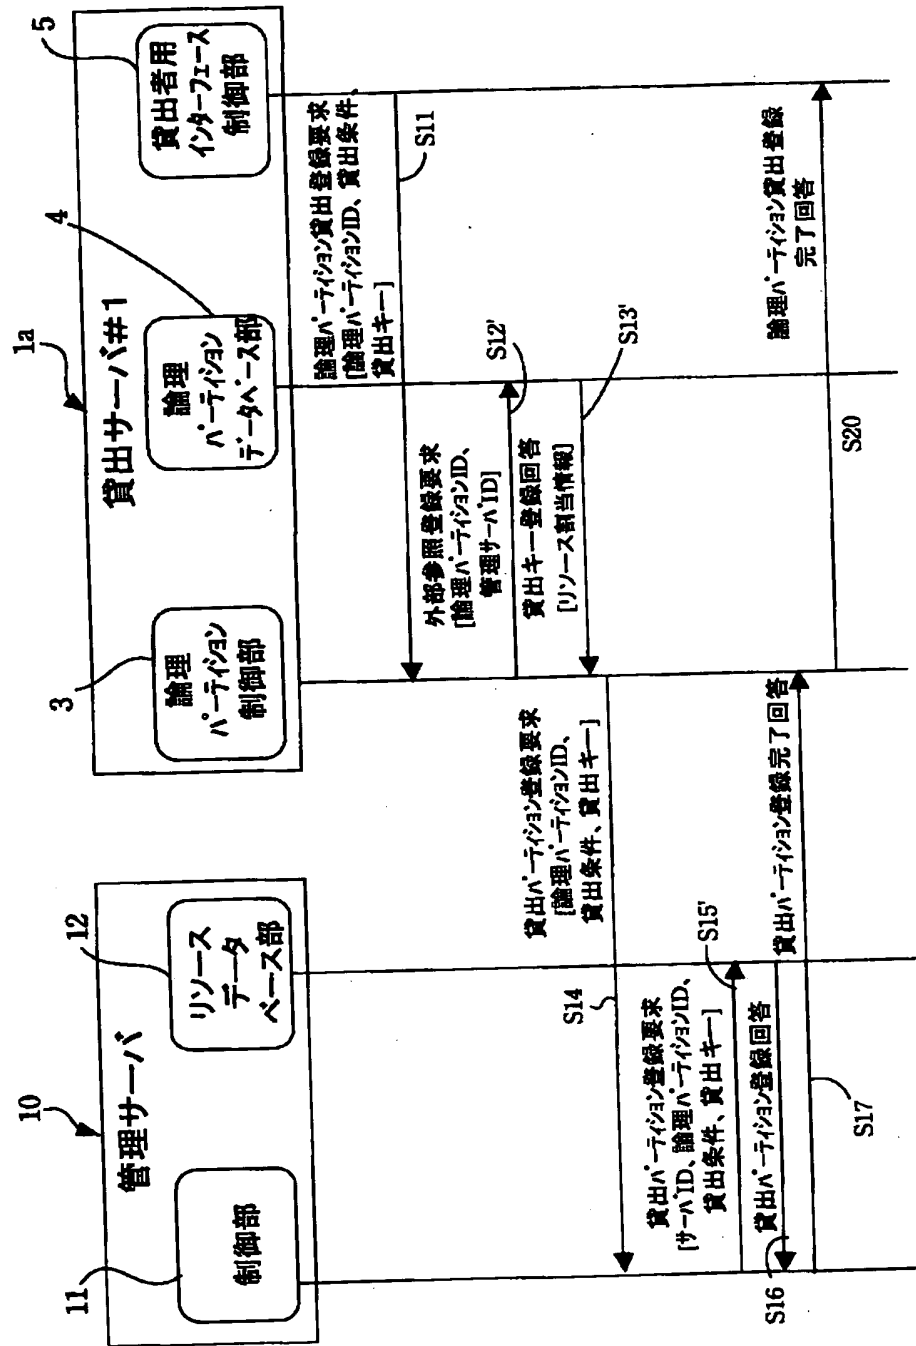 10
管理サーバ
11
制御部
12
リソース
データ
ベース部
1a
貸出サーバ#1
3
論理
パーティション
制御部
4
論理
パーティション
データベース部
5
貸出者用
インターフェース
制御部
論理パーティション貸出登録要求
[論理パーティションID、貸出条件、
貸出キー]
S11
外部参照登録要求
[論理パーティションID、
管理サーバID]
S12'
貸出キー登録回答
[リソース割当情報]
S13'
貸出パーティション登録要求
[論理パーティションID、
貸出条件、貸出キー]
S14
貸出パーティション登録要求
[サーバID、論理パーティションID、
貸出条件、貸出キー]
S15'
貸出パーティション登録回答
S16
貸出パーティション登録完了回答
S17
論理パーティション貸出登録
完了回答
S20